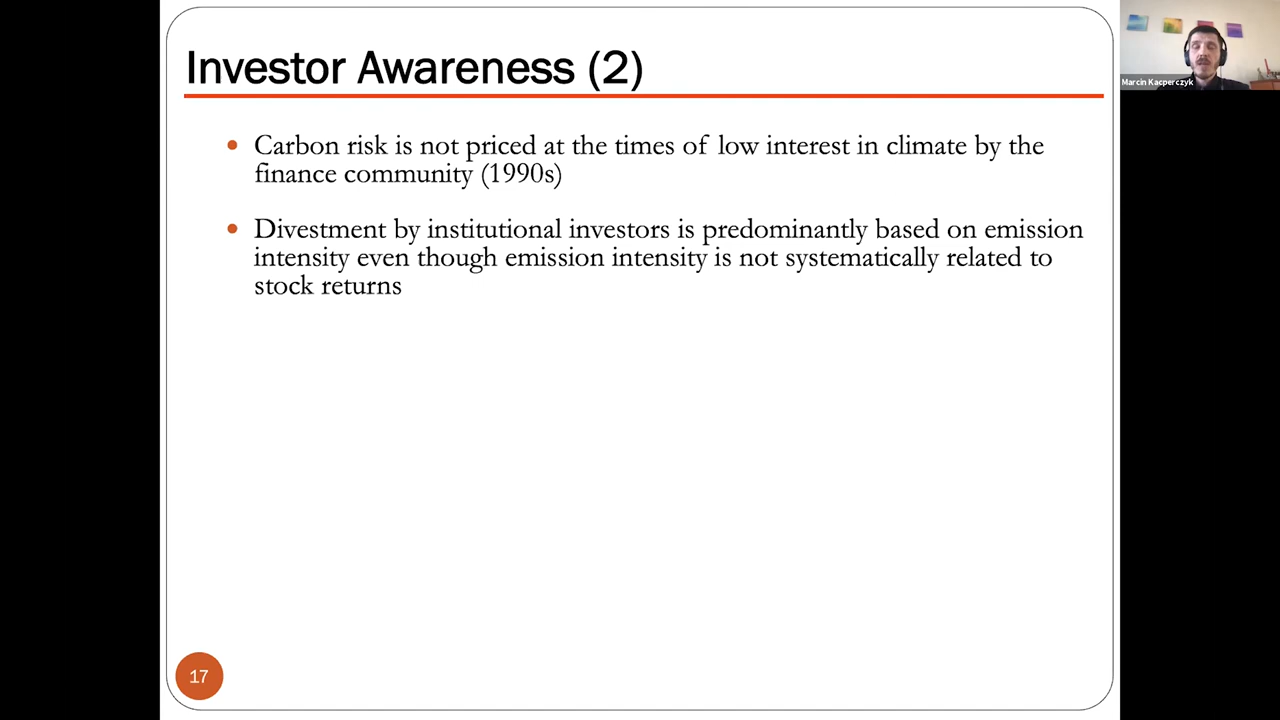 Investor Awareness (2)
Carbon risk is not priced at the times of low interest in climate by the
finance community (1990s)
Divestment by institutional investors is predominantly based on emission
intensity even though emission intensity is not systematically related to
stock returns
17
Marcin Kacperczyk